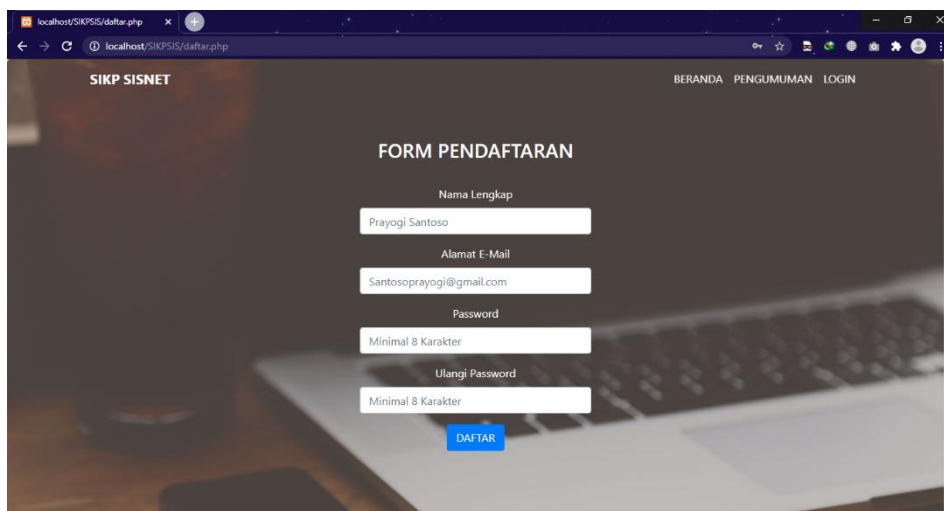 localhost/SIKPSIS/daftar.php
localhost/SIKPSIS/daftar.php
SIKP SISNET
BERANDA PENGUMUMAN LOGIN
FORM PENDAFTARAN
Nama Lengkap
Prayogi Santoso
Alamat E-Mail
Santosoprayogi@gmail.com
Password
Minimal 8 Karakter
Ulangi Password
Minimal 8 Karakter
DAFTAR